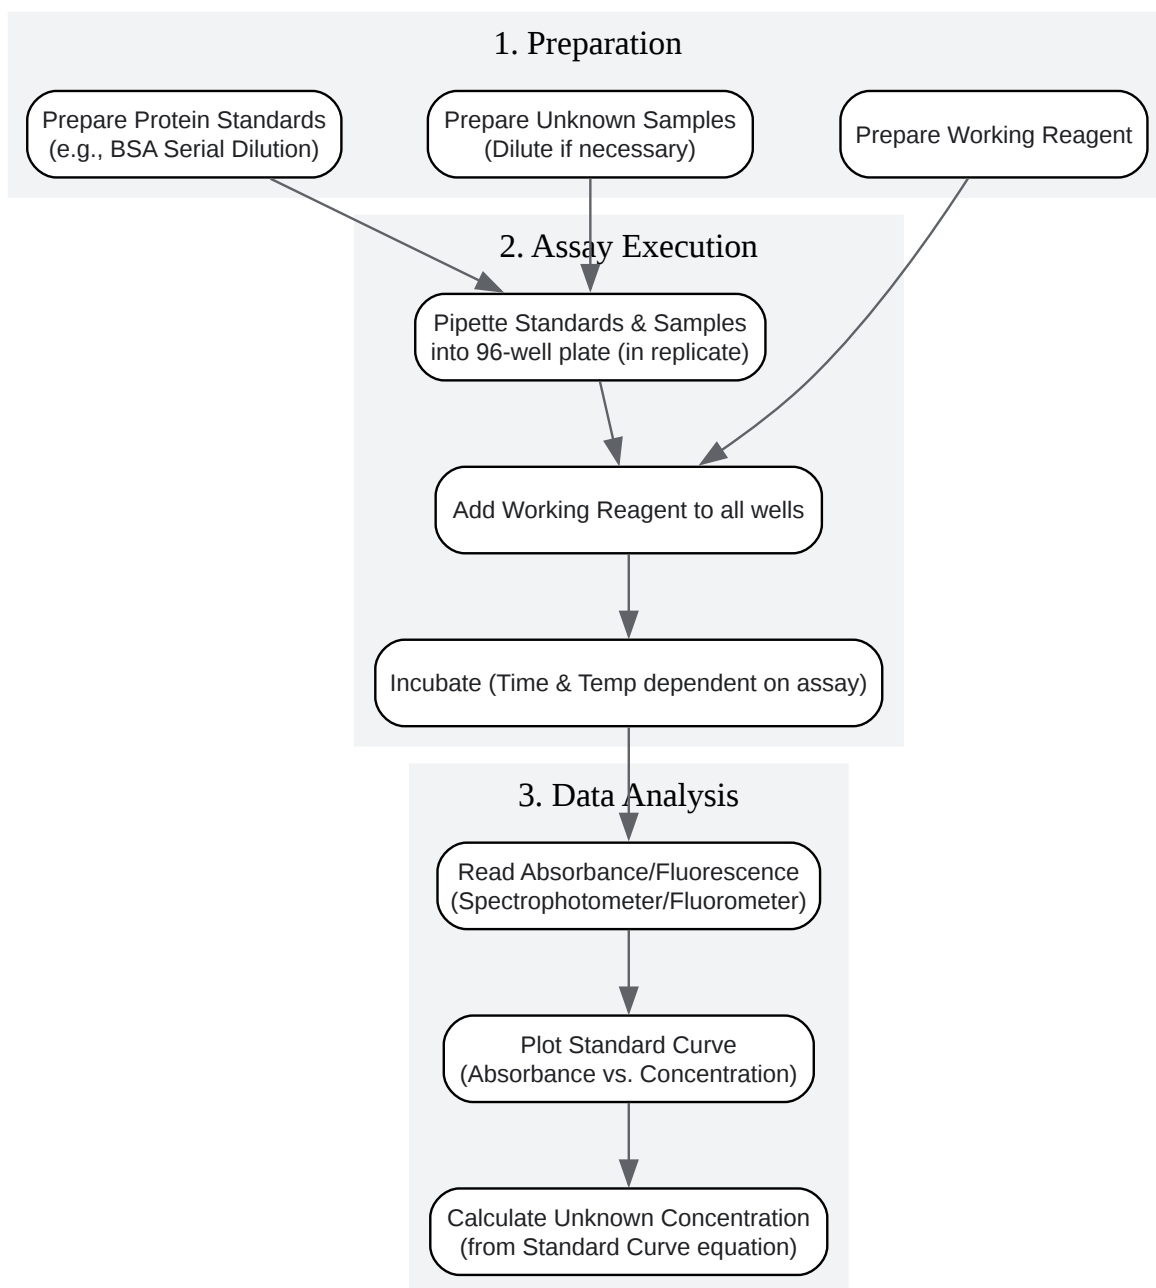 1. Preparation
Prepare Protein Standards
(e.g., BSA Serial Dilution)
Prepare Unknown Samples
(Dilute if necessary)
Prepare Working Reagent
2. Assay Execution
Pipette Standards & Samples
into 96-well plate (in replicate)
Add Working Reagent to all wells
Incubate (Time & Temp dependent on assay)
3. Data Analysis
Read Absorbance/Fluorescence
(Spectrophotometer/Fluorometer)
Plot Standard Curve
(Absorbance vs. Concentration)
Calculate Unknown Concentration
(from Standard Curve equation)